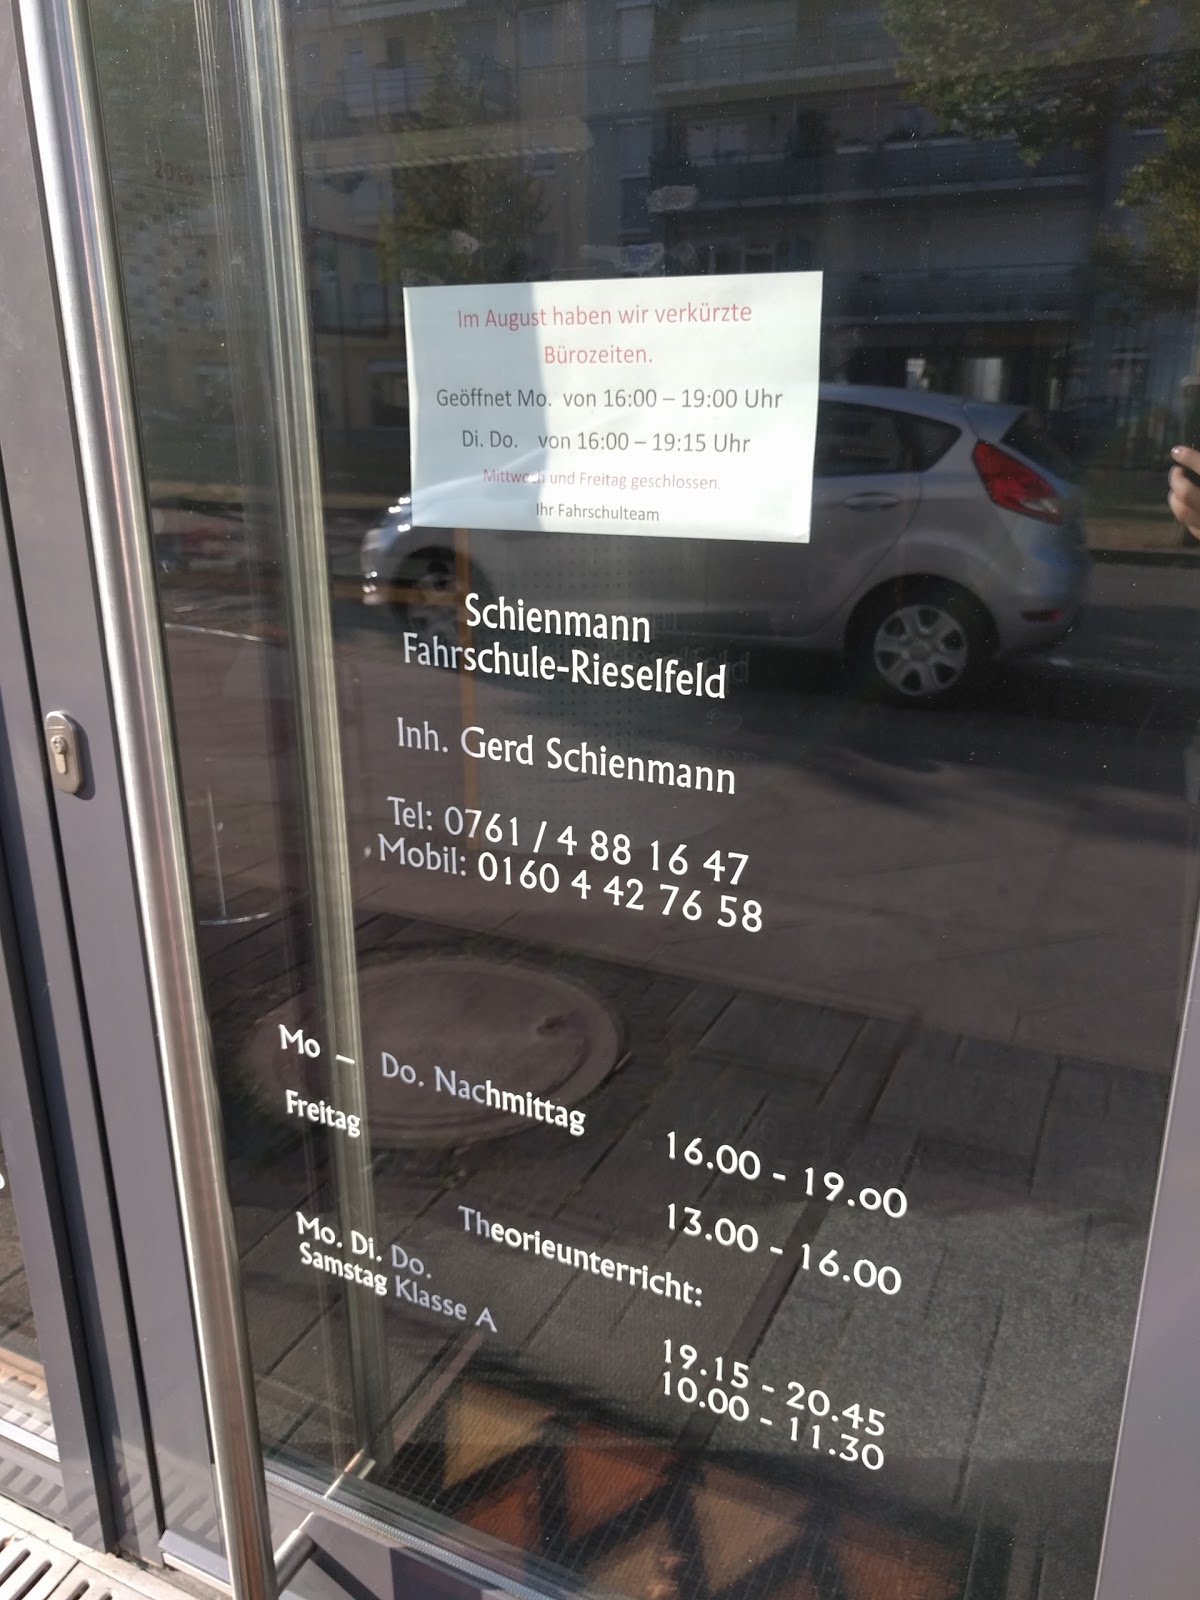 Im August haben wir verkürzte
Bürozeiten.
Geöffnet Mo. von 16:00 – 19:00 Uhr
Di. Do. von 16:00 – 19:15 Uhr
Mittwoch und Freitag geschlossen.
Ihr Fahrschulteam
Schienmann
Fahrschule-Rieselfeld
Inh. Gerd Schienmann
Tel: 0761 / 4 88 16 47
Mobil: 0160 4 42 76 58
Mo – Do. Nachmittag 16.00 - 19.00
Freitag 13.00 - 16.00
Theorieunterricht:
Mo. Di. Do. 19.15 - 20.45
Samstag Klasse A 10.00 - 11.30